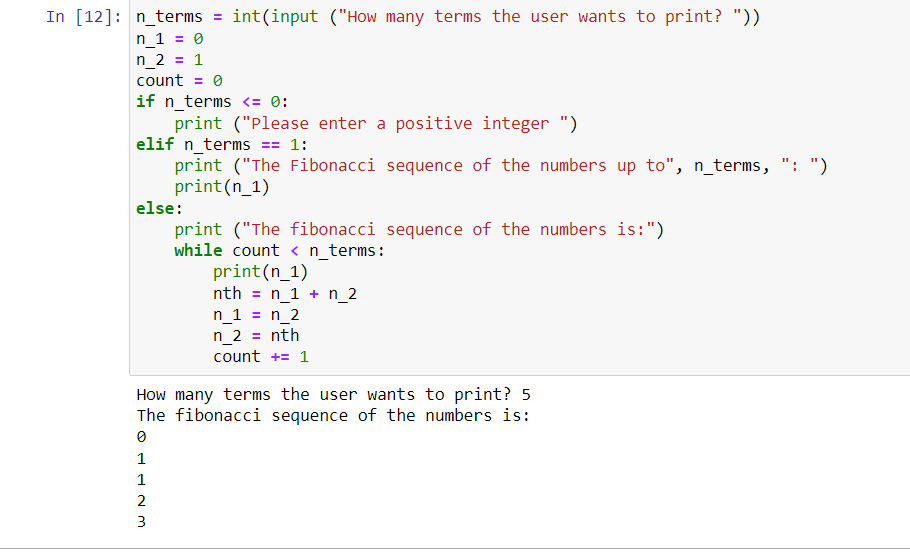 In [12]: n_terms = int(input ("How many terms the user wants to print? "))
n_1 = 0
n_2 = 1
count = 0
if n_terms <= 0:
    print ("Please enter a positive integer ")
elif n_terms == 1:
    print ("The Fibonacci sequence of the numbers up to", n_terms, ": ")
    print(n_1)
else:
    print ("The fibonacci sequence of the numbers is:")
    while count < n_terms:
        print(n_1)
        nth = n_1 + n_2
        n_1 = n_2
        n_2 = nth
        count += 1
How many terms the user wants to print? 5
The fibonacci sequence of the numbers is:
0
1
1
2
3